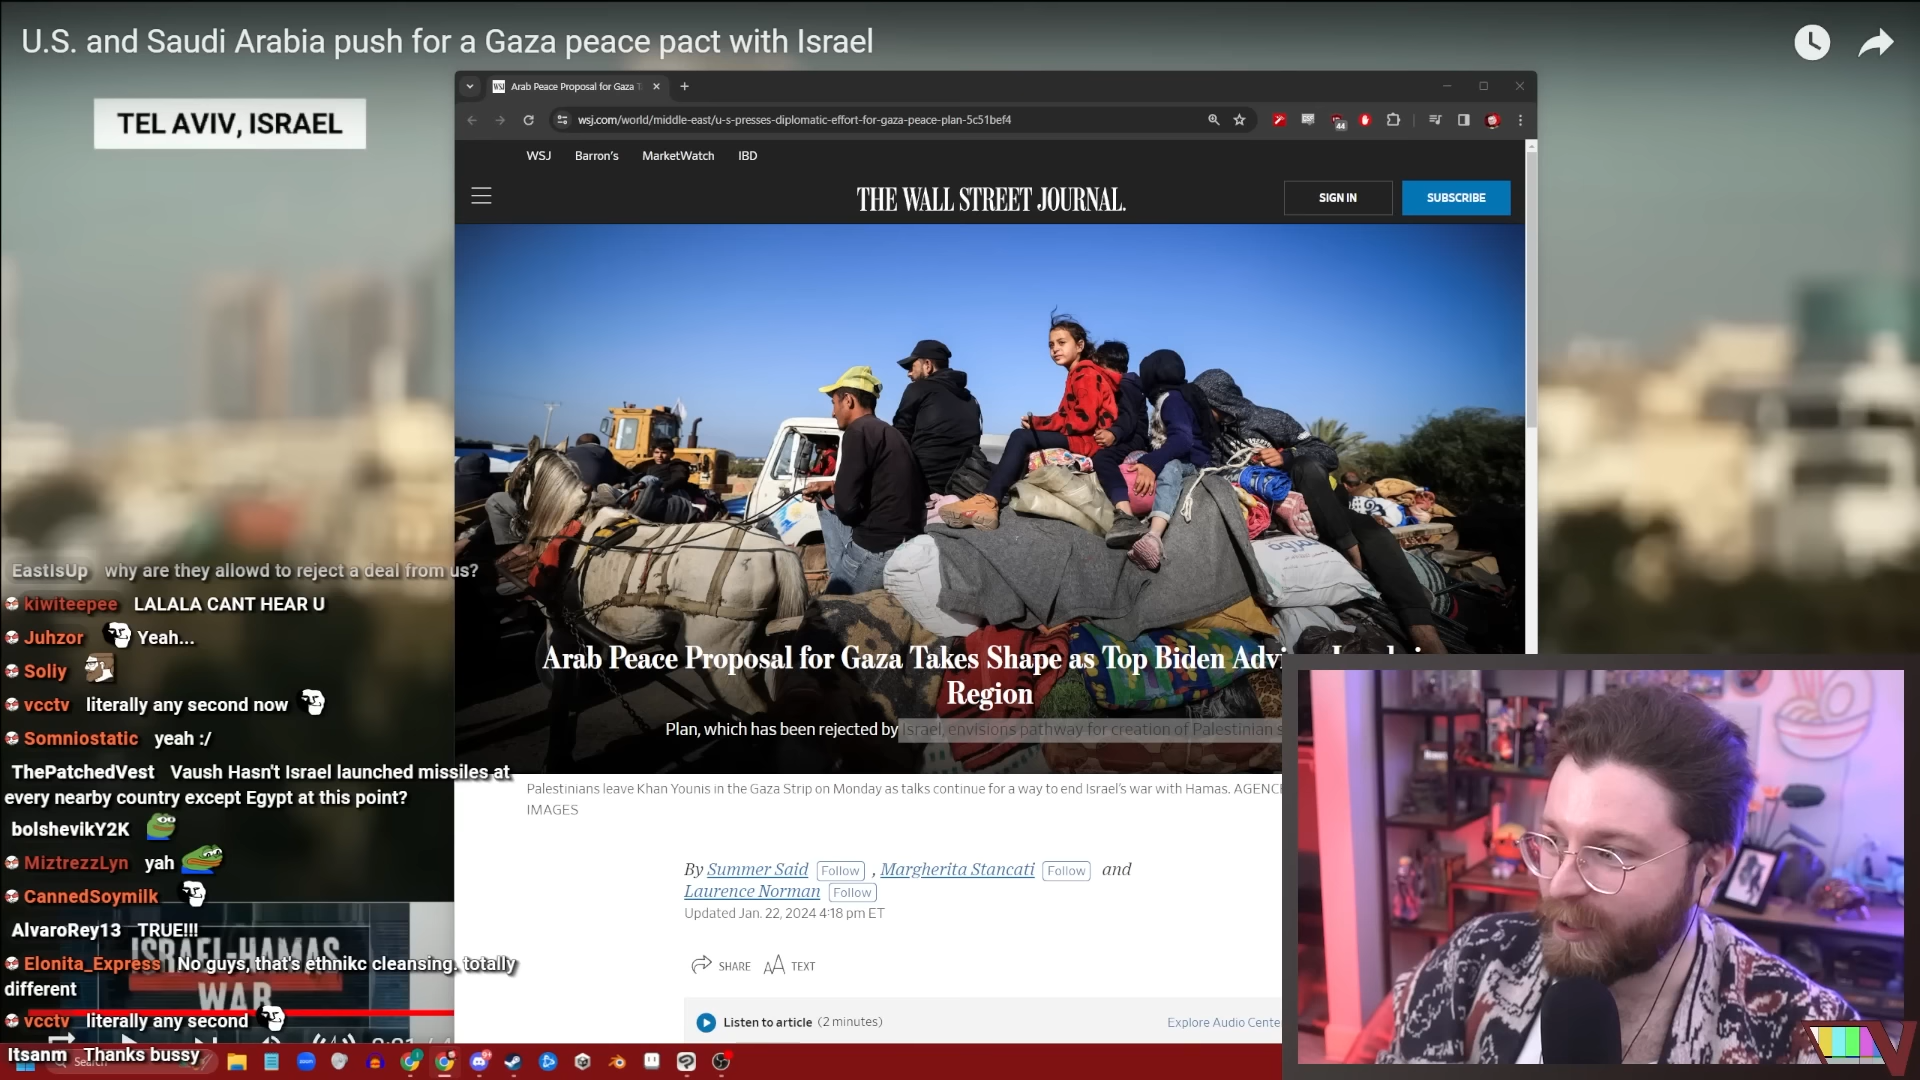 U.S. and Saudi Arabia push for a Gaza peace pact with Israel
TEL AVIV, ISRAEL
Arab Peace Proposal for Gaza
wsj.com/world/middle-east/u-s-presses-diplomatic-effort-for-gaza-peace-plan-5c51bef4
44
WSJ Barron's MarketWatch IBD
THE WALL STREET JOURNAL.
SIGN IN
SUBSCRIBE
Arab Peace Proposal for Gaza Takes Shape as Top Biden
Region
Plan, which has been rejected by Israel, envisions pathway for creation of Palestinian
Palestinians leave Khan Younis in the Gaza Strip on Monday as talks continue for a way to end Israel's war with Hamas.
IMAGES
By Summer Said Follow , Margherita Stancati Follow and
Laurence Norman Follow
Updated Jan. 22, 2024 4:18 pm ET
SHARE AA TEXT
Listen to article (2 minutes)
Explore Audio
EastIsUp why are they allowd to reject a deal from us?
kiwiteepee LALALA CANT HEAR U
Juhzor Yeah...
Soliy
vcctv literally any second now
Somniostatic yeah :/
ThePatchedVest Vaush Hasn't Israel launched missiles at
every nearby country except Egypt at this point?
bolshevikY2K
MiztrezzLyn yah
CannedSoymilk
AlvaroRey13 TRUE!!!
Elonita_Express No guys, that's ethnikc cleansing. totally
different
vcctv literally any second
Itsanm Thanks bussy
ISRAEL-HAMAS
WAR
Search